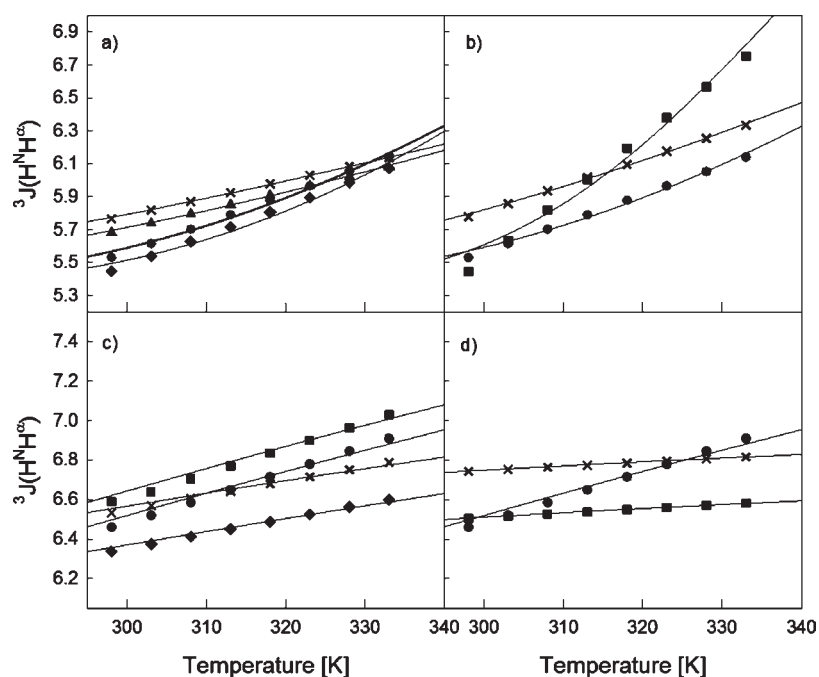 a)
b)
6.9
6.7
6.5
6.3
6.1
5.9
5.7
5.5
5.3
³J(HᴺHᵅ)
c)
d)
7.4
7.2
7.0
6.8
6.6
6.4
6.2
³J(HᴺHᵅ)
300 310 320 330 340 300 310 320 330 340
Temperature [K] Temperature [K]